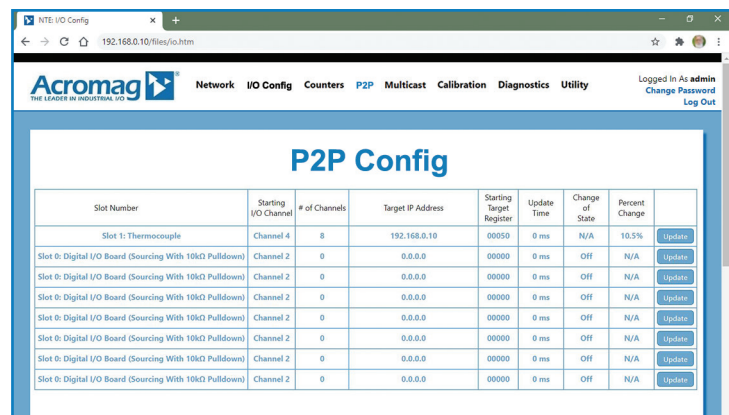 NTE: I/O Config
192.168.0.10/files/io.htm
Acromag
THE LEADER IN INDUSTRIAL I/O
Network I/O Config Counters P2P Multicast Calibration Diagnostics Utility
Logged In As admin
Change Password
Log Out
P2P Config
Slot Number Starting I/O Channel # of Channels Target IP Address Starting Target Register Update Time Change of State Percent Change
Slot 1: Thermocouple Channel 4 8 192.168.0.10 00050 0 ms N/A 10.5% Update
Slot 0: Digital I/O Board (Sourcing With 10kΩ Pulldown) Channel 2 0 0.0.0.0 00000 0 ms Off N/A Update
Slot 0: Digital I/O Board (Sourcing With 10kΩ Pulldown) Channel 2 0 0.0.0.0 00000 0 ms Off N/A Update
Slot 0: Digital I/O Board (Sourcing With 10kΩ Pulldown) Channel 2 0 0.0.0.0 00000 0 ms Off N/A Update
Slot 0: Digital I/O Board (Sourcing With 10kΩ Pulldown) Channel 2 0 0.0.0.0 00000 0 ms Off N/A Update
Slot 0: Digital I/O Board (Sourcing With 10kΩ Pulldown) Channel 2 0 0.0.0.0 00000 0 ms Off N/A Update
Slot 0: Digital I/O Board (Sourcing With 10kΩ Pulldown) Channel 2 0 0.0.0.0 00000 0 ms Off N/A Update
Slot 0: Digital I/O Board (Sourcing With 10kΩ Pulldown) Channel 2 0 0.0.0.0 00000 0 ms Off N/A Update